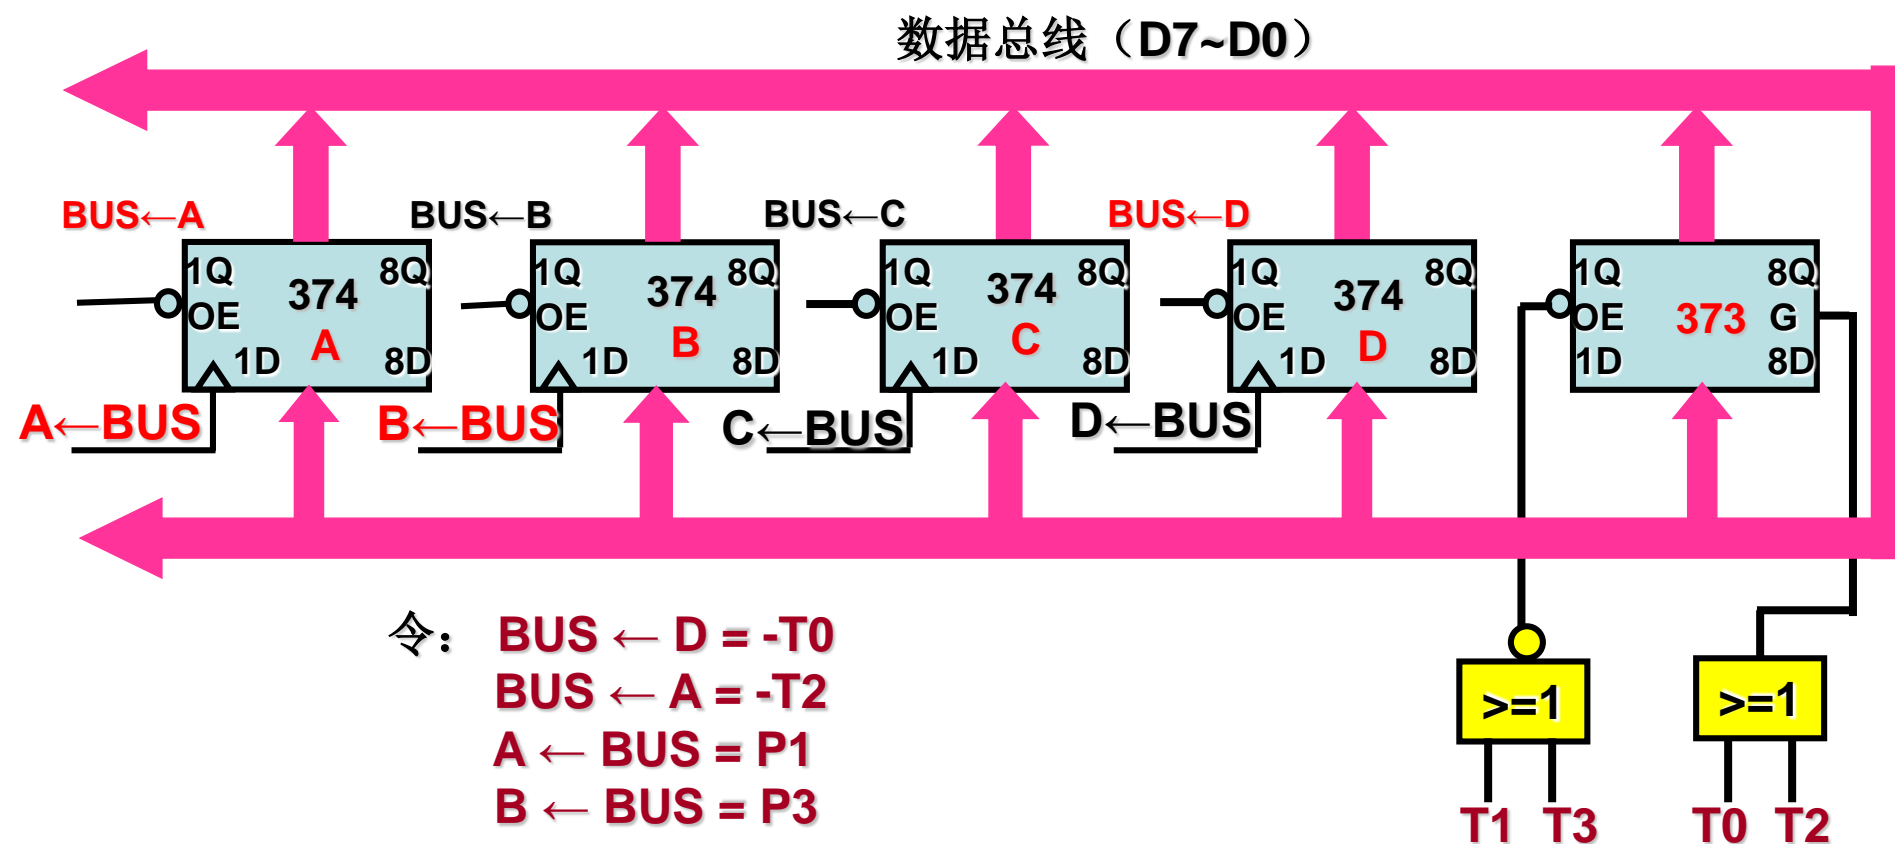 数据总线（D7~D0）
BUS←A
BUS←B
BUS←C
BUS←D
1Q 8Q
374
OE
A
1D 8D
1Q 8Q
374
OE
B
1D 8D
1Q 8Q
374
OE
C
1D 8D
1Q 8Q
374
OE
D
1D 8D
1Q 8Q
OE 373 G
1D 8D
A←BUS
B←BUS
C←BUS
D←BUS
令： BUS ← D = -T0
BUS ← A = -T2
A ← BUS = P1
B ← BUS = P3
>=1
>=1
T1 T3
T0 T2